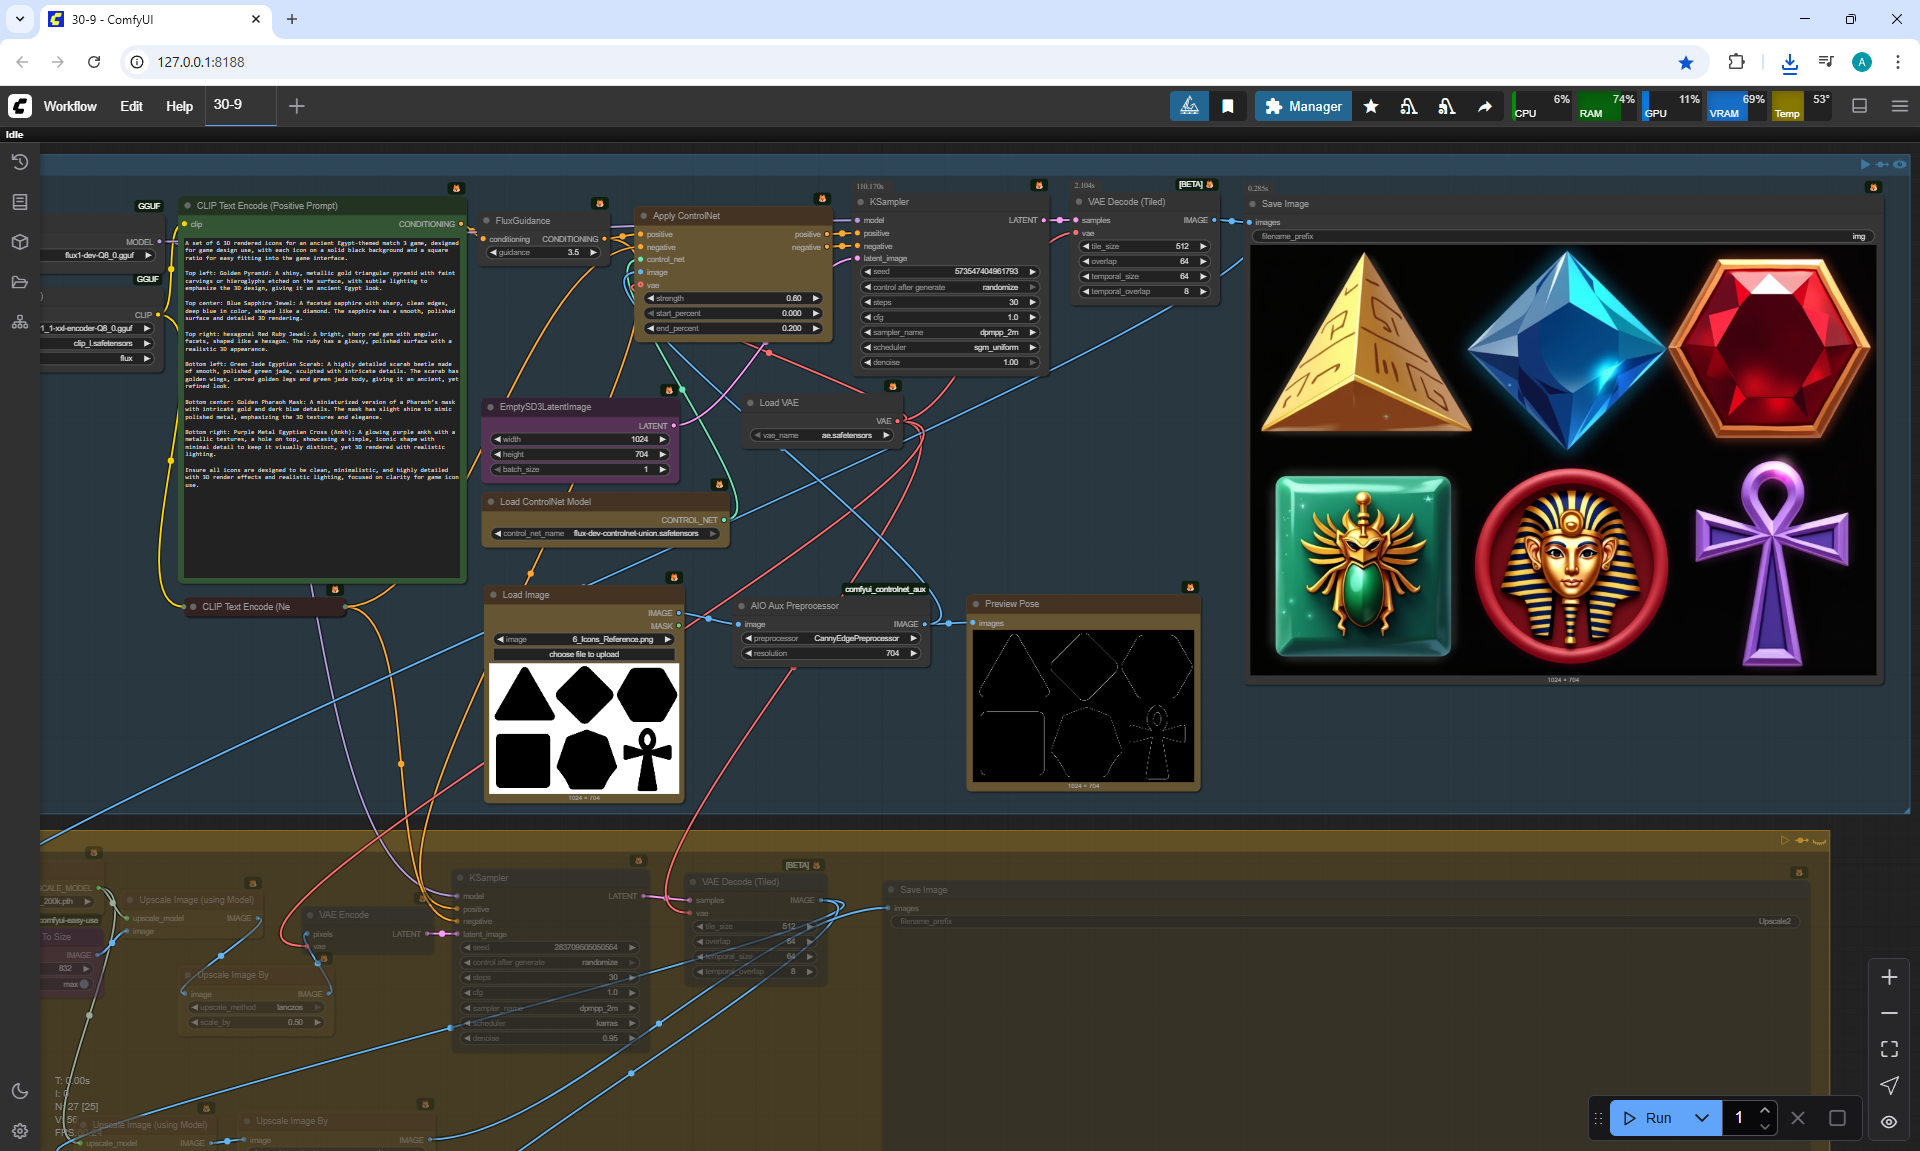 30-9 - ComfyUI
127.0.0.1:8188
A
Workflow
Edit
Help
30-9
Manager
CPU 6%
RAM 74%
GPU 11%
VRAM 69%
Temp 53°
Idle
GGUF
MODEL
flux1-dev-Q8_0.gguf
GGUF
CLIP
1_1-xxl-encoder-Q8_0.gguf
clip_l.safetensors
flux
CLIP Text Encode (Positive Prompt)
clip
CONDITIONING
A set of 6 3D rendered icons for an ancient Egypt-themed match 3 game, designed
for game design use, with each icon on a solid black background and a square
ratio for easy fitting into the game interface.
Top left: Golden Pyramid: A shiny, metallic gold triangular pyramid with faint
carvings or hieroglyphs etched on the surface, with subtle lighting to
emphasize the 3D design, giving it an ancient Egypt look.
Top center: Blue Sapphire Jewel: A faceted sapphire with sharp, clean edges,
deep blue in color, shaped like a diamond. The sapphire has a smooth, polished
surface and detailed 3D rendering.
Top right: hexagonal Red Ruby Jewel: A bright, sharp red gem with angular
facets, shaped like a hexagon. The ruby has a glossy, polished surface with a
realistic 3D appearance.
Bottom left: Green Jade Egyptian Scarab: A highly detailed scarab beetle made
of smooth, polished green jade, sculpted with intricate details. The scarab has
golden wings, carved golden legs and green jade body, giving it an ancient, yet
refined look.
Bottom center: Golden Pharaoh Mask: A miniaturized version of a Pharaoh's mask
with intricate gold and dark blue details. The mask has slight shine to mimic
polished metal, emphasizing the 3D textures and elegance.
Bottom right: Purple Metal Egyptian Cross (Ankh): A glowing purple ankh with a
metallic textures, a hole on top, showcasing a simple, iconic shape with
minimal detail to keep it visually distinct, yet 3D rendered with realistic
lighting.
Ensure all icons are designed to be clean, minimalistic, and highly detailed
with 3D render effects and realistic lighting, focused on clarity for game icon
use.
CLIP Text Encode (Ne
FluxGuidance
conditioning
CONDITIONING
guidance 3.5
Apply ControlNet
positive positive
negative negative
control_net
image
vae
strength 0.60
start_percent 0.000
end_percent 0.200
EmptySD3LatentImage
LATENT
width 1024
height 704
batch_size 1
Load ControlNet Model
CONTROL_NET
control_net_name flux-dev-controlnet-union.safetensors
Load Image
IMAGE
MASK
image 6_Icons_Reference.png
choose file to upload
1024 × 704
110.170s
KSampler
model LATENT
positive
negative
latent_image
seed 573547404961793
control after generate randomize
steps 30
cfg 1.0
sampler_name dpmpp_2m
scheduler sgm_uniform
denoise 1.00
Load VAE
VAE
vae_name ae.safetensors
comfyui_controlnet_aux
AIO Aux Preprocessor
image IMAGE
preprocessor CannyEdgePreprocessor
resolution 704
Preview Pose
images
1024 × 704
2.104s
[BETA]
VAE Decode (Tiled)
samples IMAGE
vae
tile_size 512
overlap 64
temporal_size 64
temporal_overlap 8
0.285s
Save Image
images
filename_prefix img
1024 × 704
SCALE_MODEL
_200k.pth
comfyui-easy-use
To Size
IMAGE
832
max
Upscale Image (using Model)
upscale_model IMAGE
image
Upscale Image By
image IMAGE
upscale_method lanczos
scale_by 0.50
VAE Encode
pixels LATENT
vae
KSampler
model LATENT
positive
negative
latent_image
seed 283709505050554
control after generate randomize
steps 30
cfg 1.0
sampler_name dpmpp_2m
scheduler karras
denoise 0.95
[BETA]
VAE Decode (Tiled)
samples IMAGE
vae
tile_size 512
overlap 64
temporal_size 64
temporal_overlap 8
Save Image
images
filename_prefix Upscale2
T: 0.00s
I: 0
N: 27 [25]
V: 56
Upscale Image (using Model)
upscale_model IMAGE
Upscale Image By
image IMAGE
Run
1